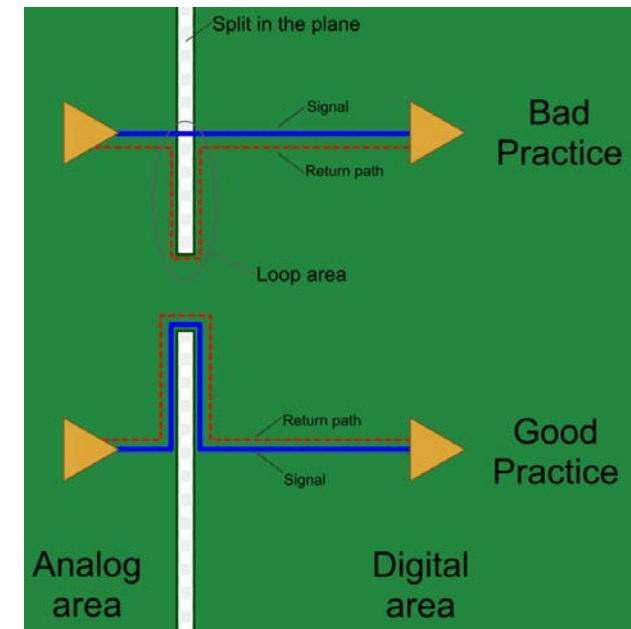 Split in the plane
Signal
Bad
Practice
Return path
Loop area
Return path
Good
Practice
Signal
Analog
area
Digital
area